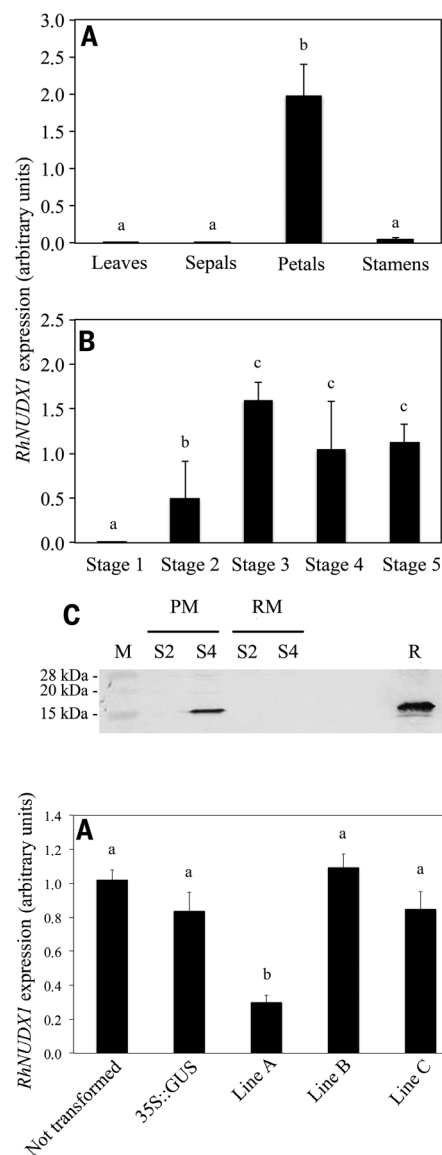 A
RhNUDX1 expression (arbitrary units)
3.0
2.5
2.0
1.5
1.0
0.5
0.0
a
a
b
a
Leaves Sepals Petals Stamens
B
2.5
2.0
1.5
1.0
0.5
0.0
a
b
c
c
c
Stage 1 Stage 2 Stage 3 Stage 4 Stage 5
C
PM RM
M S2 S4 S2 S4 R
28 kDa -
20 kDa -
15 kDa -
A
RhNUDX1 expression (arbitrary units)
1.4
1.2
1.0
0.8
0.6
0.4
0.2
0.0
a
a
b
a
a
Not transformed
35S::GUS
Line A
Line B
Line C